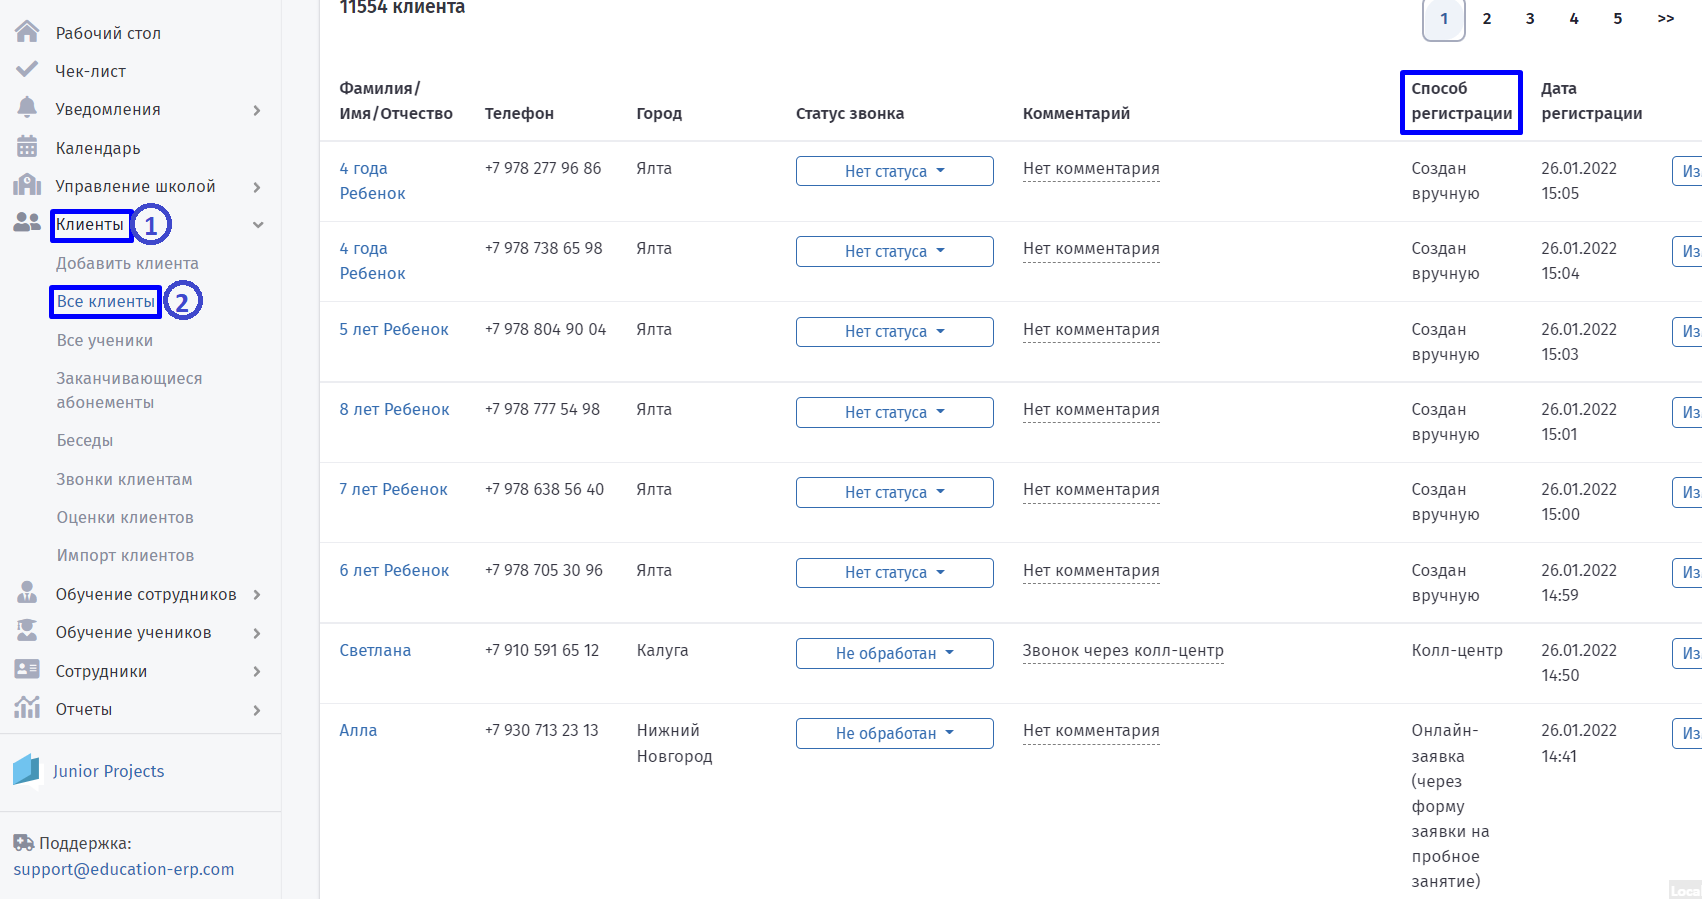 Рабочий стол
Чек-лист
Уведомления
Календарь
Управление школой
Клиенты 1
Добавить клиента
Все клиенты 2
Все ученики
Заканчивающиеся
абонементы
Беседы
Звонки клиентам
Оценки клиентов
Импорт клиентов
Обучение сотрудников
Обучение учеников
Сотрудники
Отчеты
Junior Projects
Поддержка:
support@education-erp.com
11554 клиента
1 2 3 4 5 >>
Фамилия/ Способ Дата
Имя/Отчество Телефон Город Статус звонка Комментарий регистрации регистрации
4 года +7 978 277 96 86 Ялта Нет статуса Нет комментария Создан 26.01.2022 Из
Ребенок вручную 15:05
4 года +7 978 738 65 98 Ялта Нет статуса Нет комментария Создан 26.01.2022 Из
Ребенок вручную 15:04
5 лет Ребенок +7 978 804 90 04 Ялта Нет статуса Нет комментария Создан 26.01.2022 Из
вручную 15:03
8 лет Ребенок +7 978 777 54 98 Ялта Нет статуса Нет комментария Создан 26.01.2022 Из
вручную 15:01
7 лет Ребенок +7 978 638 56 40 Ялта Нет статуса Нет комментария Создан 26.01.2022 Из
вручную 15:00
6 лет Ребенок +7 978 705 30 96 Ялта Нет статуса Нет комментария Создан 26.01.2022 Из
вручную 14:59
Светлана +7 910 591 65 12 Калуга Не обработан Звонок через колл-центр Колл-центр 26.01.2022 Из
14:50
Алла +7 930 713 23 13 Нижний Не обработан Нет комментария Онлайн- 26.01.2022 Из
Новгород заявка 14:41
(через
форму
заявки на
пробное
занятие)
Loca